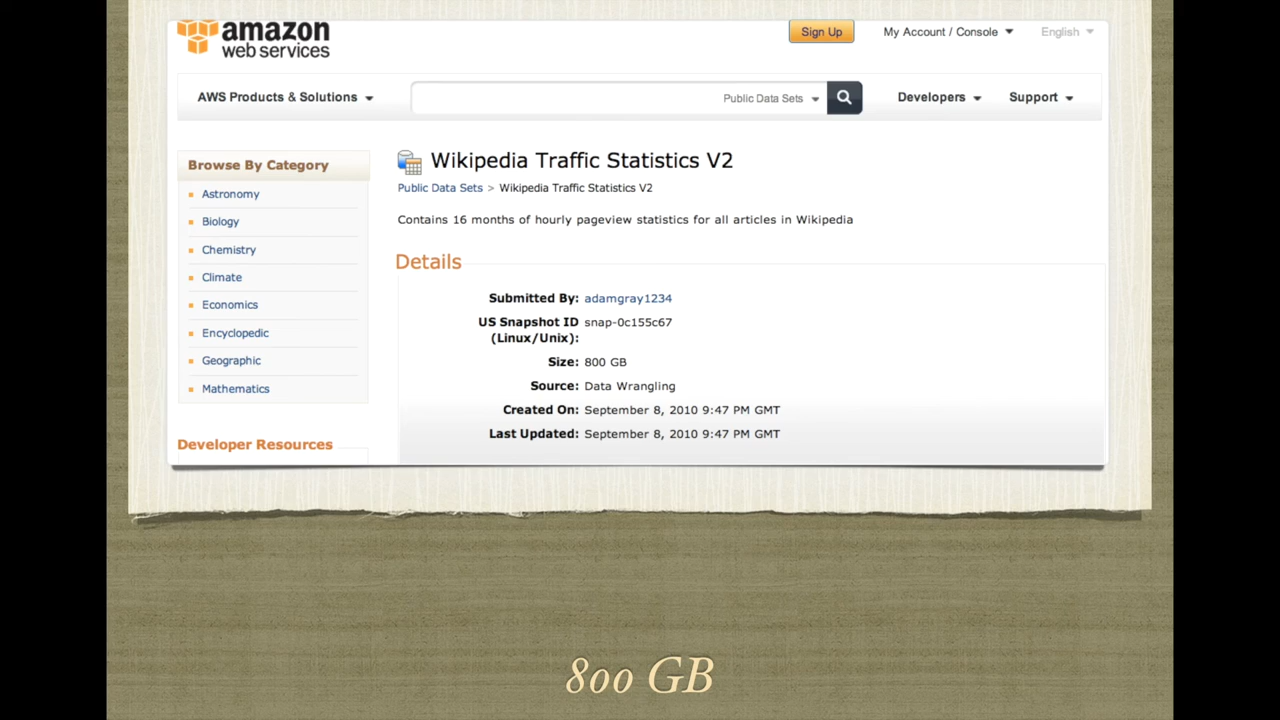 amazon
web services
Sign Up
My Account / Console
English
AWS Products & Solutions
Public Data Sets
Developers
Support
Browse By Category
Astronomy
Biology
Chemistry
Climate
Economics
Encyclopedic
Geographic
Mathematics
Developer Resources
Wikipedia Traffic Statistics V2
Public Data Sets > Wikipedia Traffic Statistics V2
Contains 16 months of hourly pageview statistics for all articles in Wikipedia
Details
Submitted By: adamgray1234
US Snapshot ID snap-0c155c67
(Linux/Unix):
Size: 800 GB
Source: Data Wrangling
Created On: September 8, 2010 9:47 PM GMT
Last Updated: September 8, 2010 9:47 PM GMT
800 GB